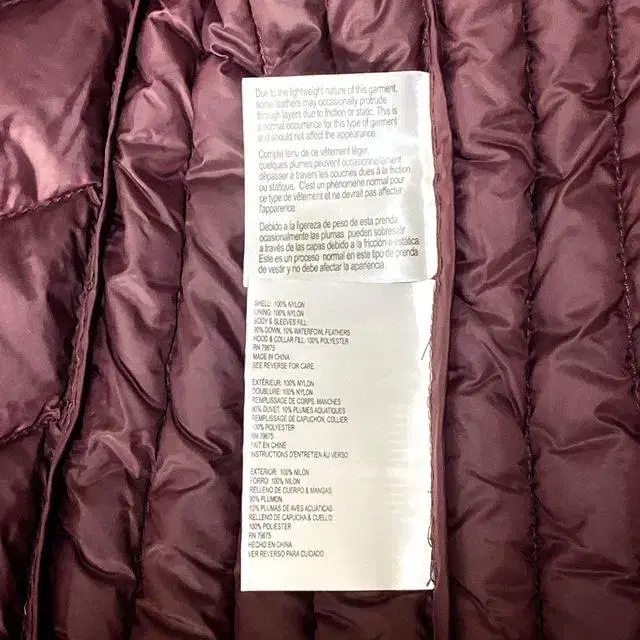 Due to the lightweight nature of this garment,
some feathers may occasionally protrude
through layers due to friction or static. This is
a normal occurrence for this type of garment
and should not affect the appearance.
Compte tenu de ce vêtement léger,
quelques plumes peuvent occasionnellement
dépasser à travers les couches dues à la friction
ou statique. C'est un phénomène normal pour
ce type de vêtement et ne devrait pas affecter
l'apparence.
Debido a la ligereza de peso de esta prenda
ocasionalmente las plumas pueden sobresalir
a través de las capas debido a la fricción o estática.
Este es un proceso normal en este tipo de prenda
de vestir y no debe afectar la apariencia.
SHELL: 100% NYLON
LINING: 100% NYLON
BODY & SLEEVES FILL:
90% DOWN, 10% WATERFOWL FEATHERS
HOOD & COLLAR FILL: 100% POLYESTER
RN 79675
MADE IN CHINA
SEE REVERSE FOR CARE.
EXTÉRIEUR: 100% NYLON
DOUBLURE: 100% NYLON
REMPLISSAGE DE CORPS, MANCHES
90% DUVET, 10% PLUMES AQUATIQUES
REMPLISSAGE DE CAPUCHON, COLLIER:
100% POLYESTER
RN 79675
FAIT EN CHINE
INSTRUCTIONS D'ENTRETIEN AU VERSO
EXTERIOR: 100% NILON
FORRO: 100% NILON
RELLENO DE CUERPO & MANGAS:
90% PLUMON,
10% PLUMAS DE AVES ACUATICAS
RELLENO DE CAPUCHA & CUELLO
100% POLIESTER
RN 79675
HECHO EN CHINA
VER REVERSO PARA CUIDADO.